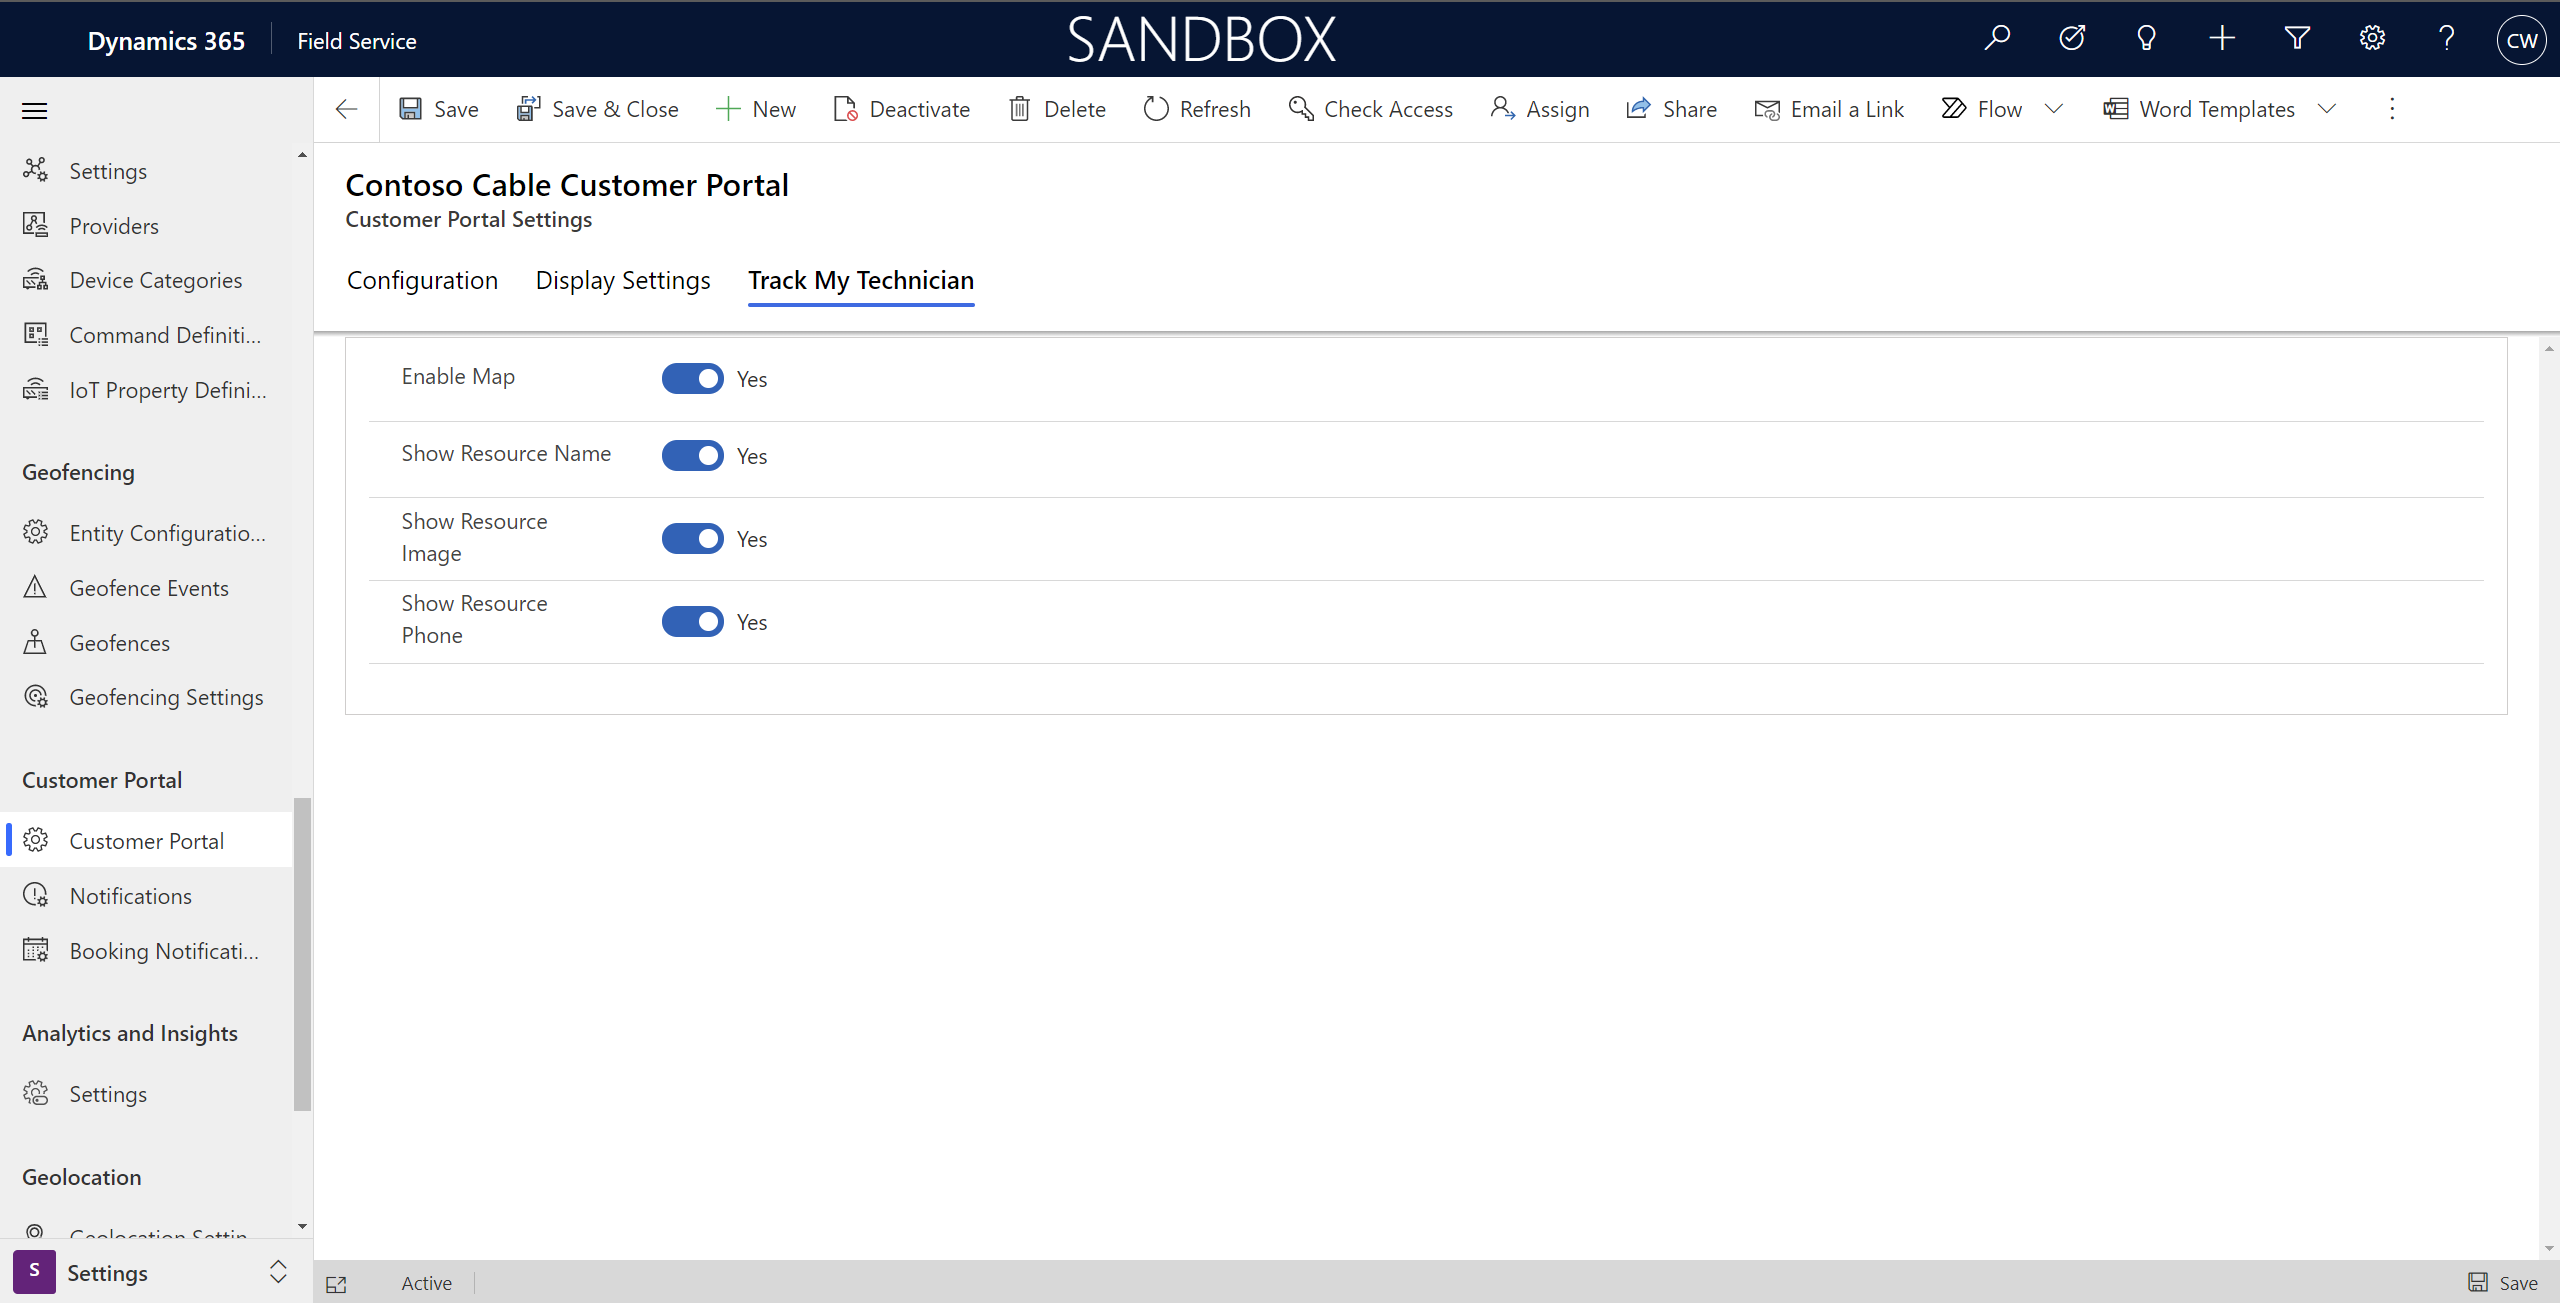 Dynamics 365
Field Service
SANDBOX
CW
Save
Save & Close
New
Deactivate
Delete
Refresh
Check Access
Assign
Share
Email a Link
Flow
Word Templates
Settings
Providers
Device Categories
Command Definiti...
IoT Property Defini...
Geofencing
Entity Configuratio...
Geofence Events
Geofences
Geofencing Settings
Customer Portal
Customer Portal
Notifications
Booking Notificati...
Analytics and Insights
Settings
Geolocation
Geolocation Settin
S
Settings
Contoso Cable Customer Portal
Customer Portal Settings
Configuration
Display Settings
Track My Technician
Enable Map
Yes
Show Resource Name
Yes
Show Resource
Image
Yes
Show Resource
Phone
Yes
Active
Save